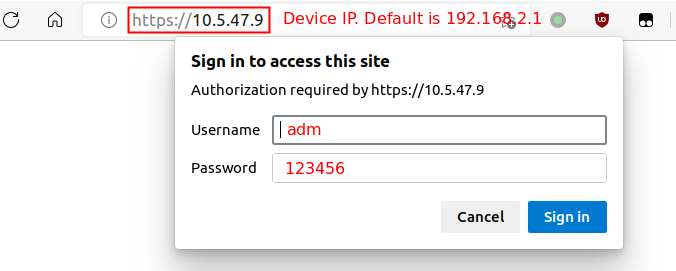 https://10.5.47.9 Device IP. Default is 192.168.2.1
Sign in to access this site
Authorization required by https://10.5.47.9
Username adm
Password 123456
Cancel Sign in